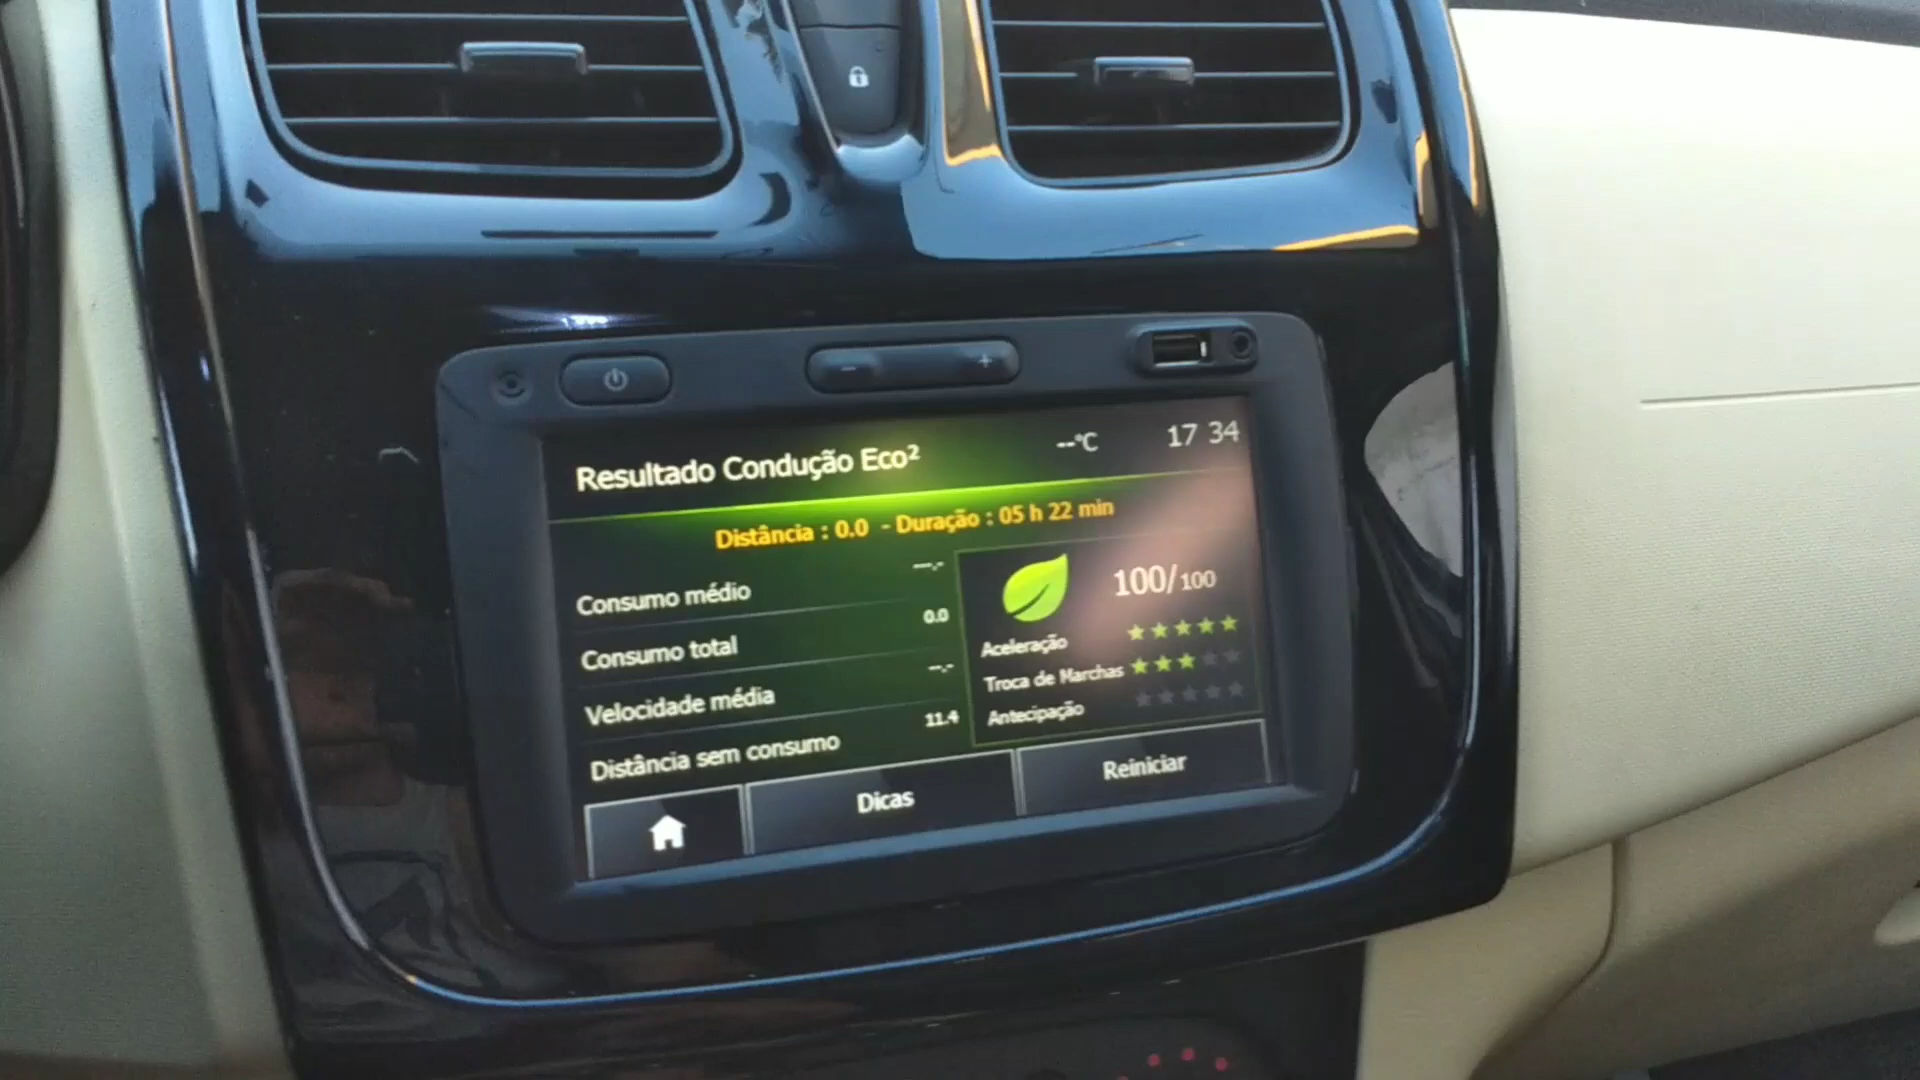 Resultado Condução Eco²
--°C
17 34
Distância : 0.0 - Duração : 05 h 22 min
Consumo médio ---.-
Consumo total 0.0
Velocidade média --.-
Distância sem consumo 11.4
100/100
Aceleração
Troca de Marchas
Antecipação
Dicas
Reiniciar